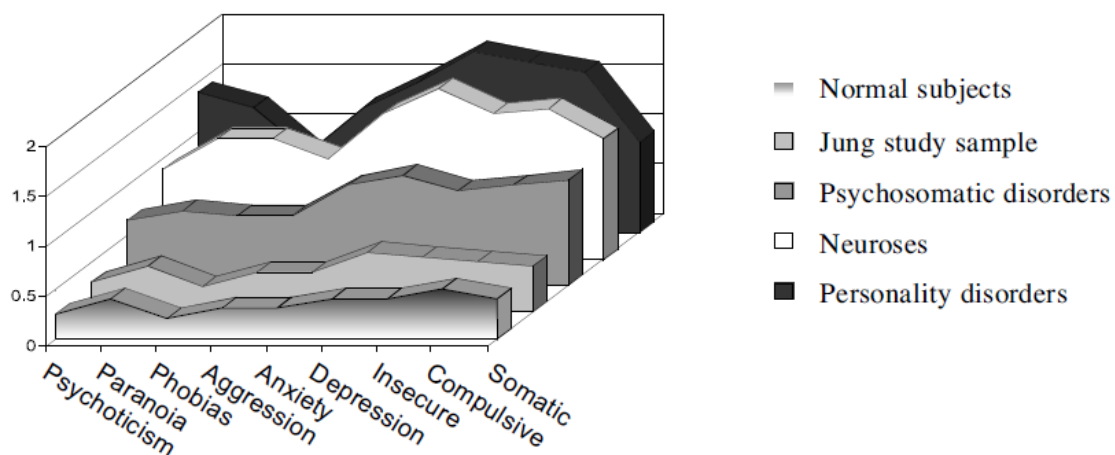 2
1.5
1
0.5
0
Psychoticism
Paranoia
Phobias
Aggression
Anxiety
Depression
Insecure
Compulsive
Somatic
Normal subjects
Jung study sample
Psychosomatic disorders
Neuroses
Personality disorders